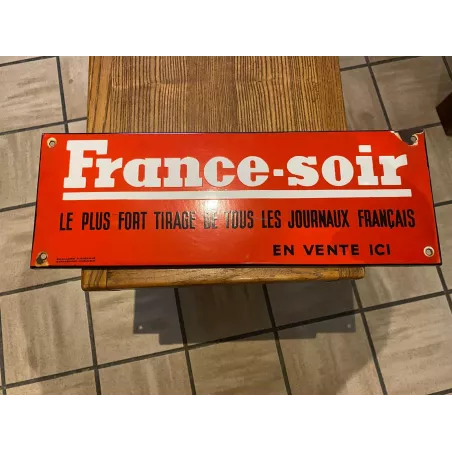 France-soir
LE PLUS FORT TIRAGE DE TOUS LES JOURNAUX FRANÇAIS
EN VENTE ICI